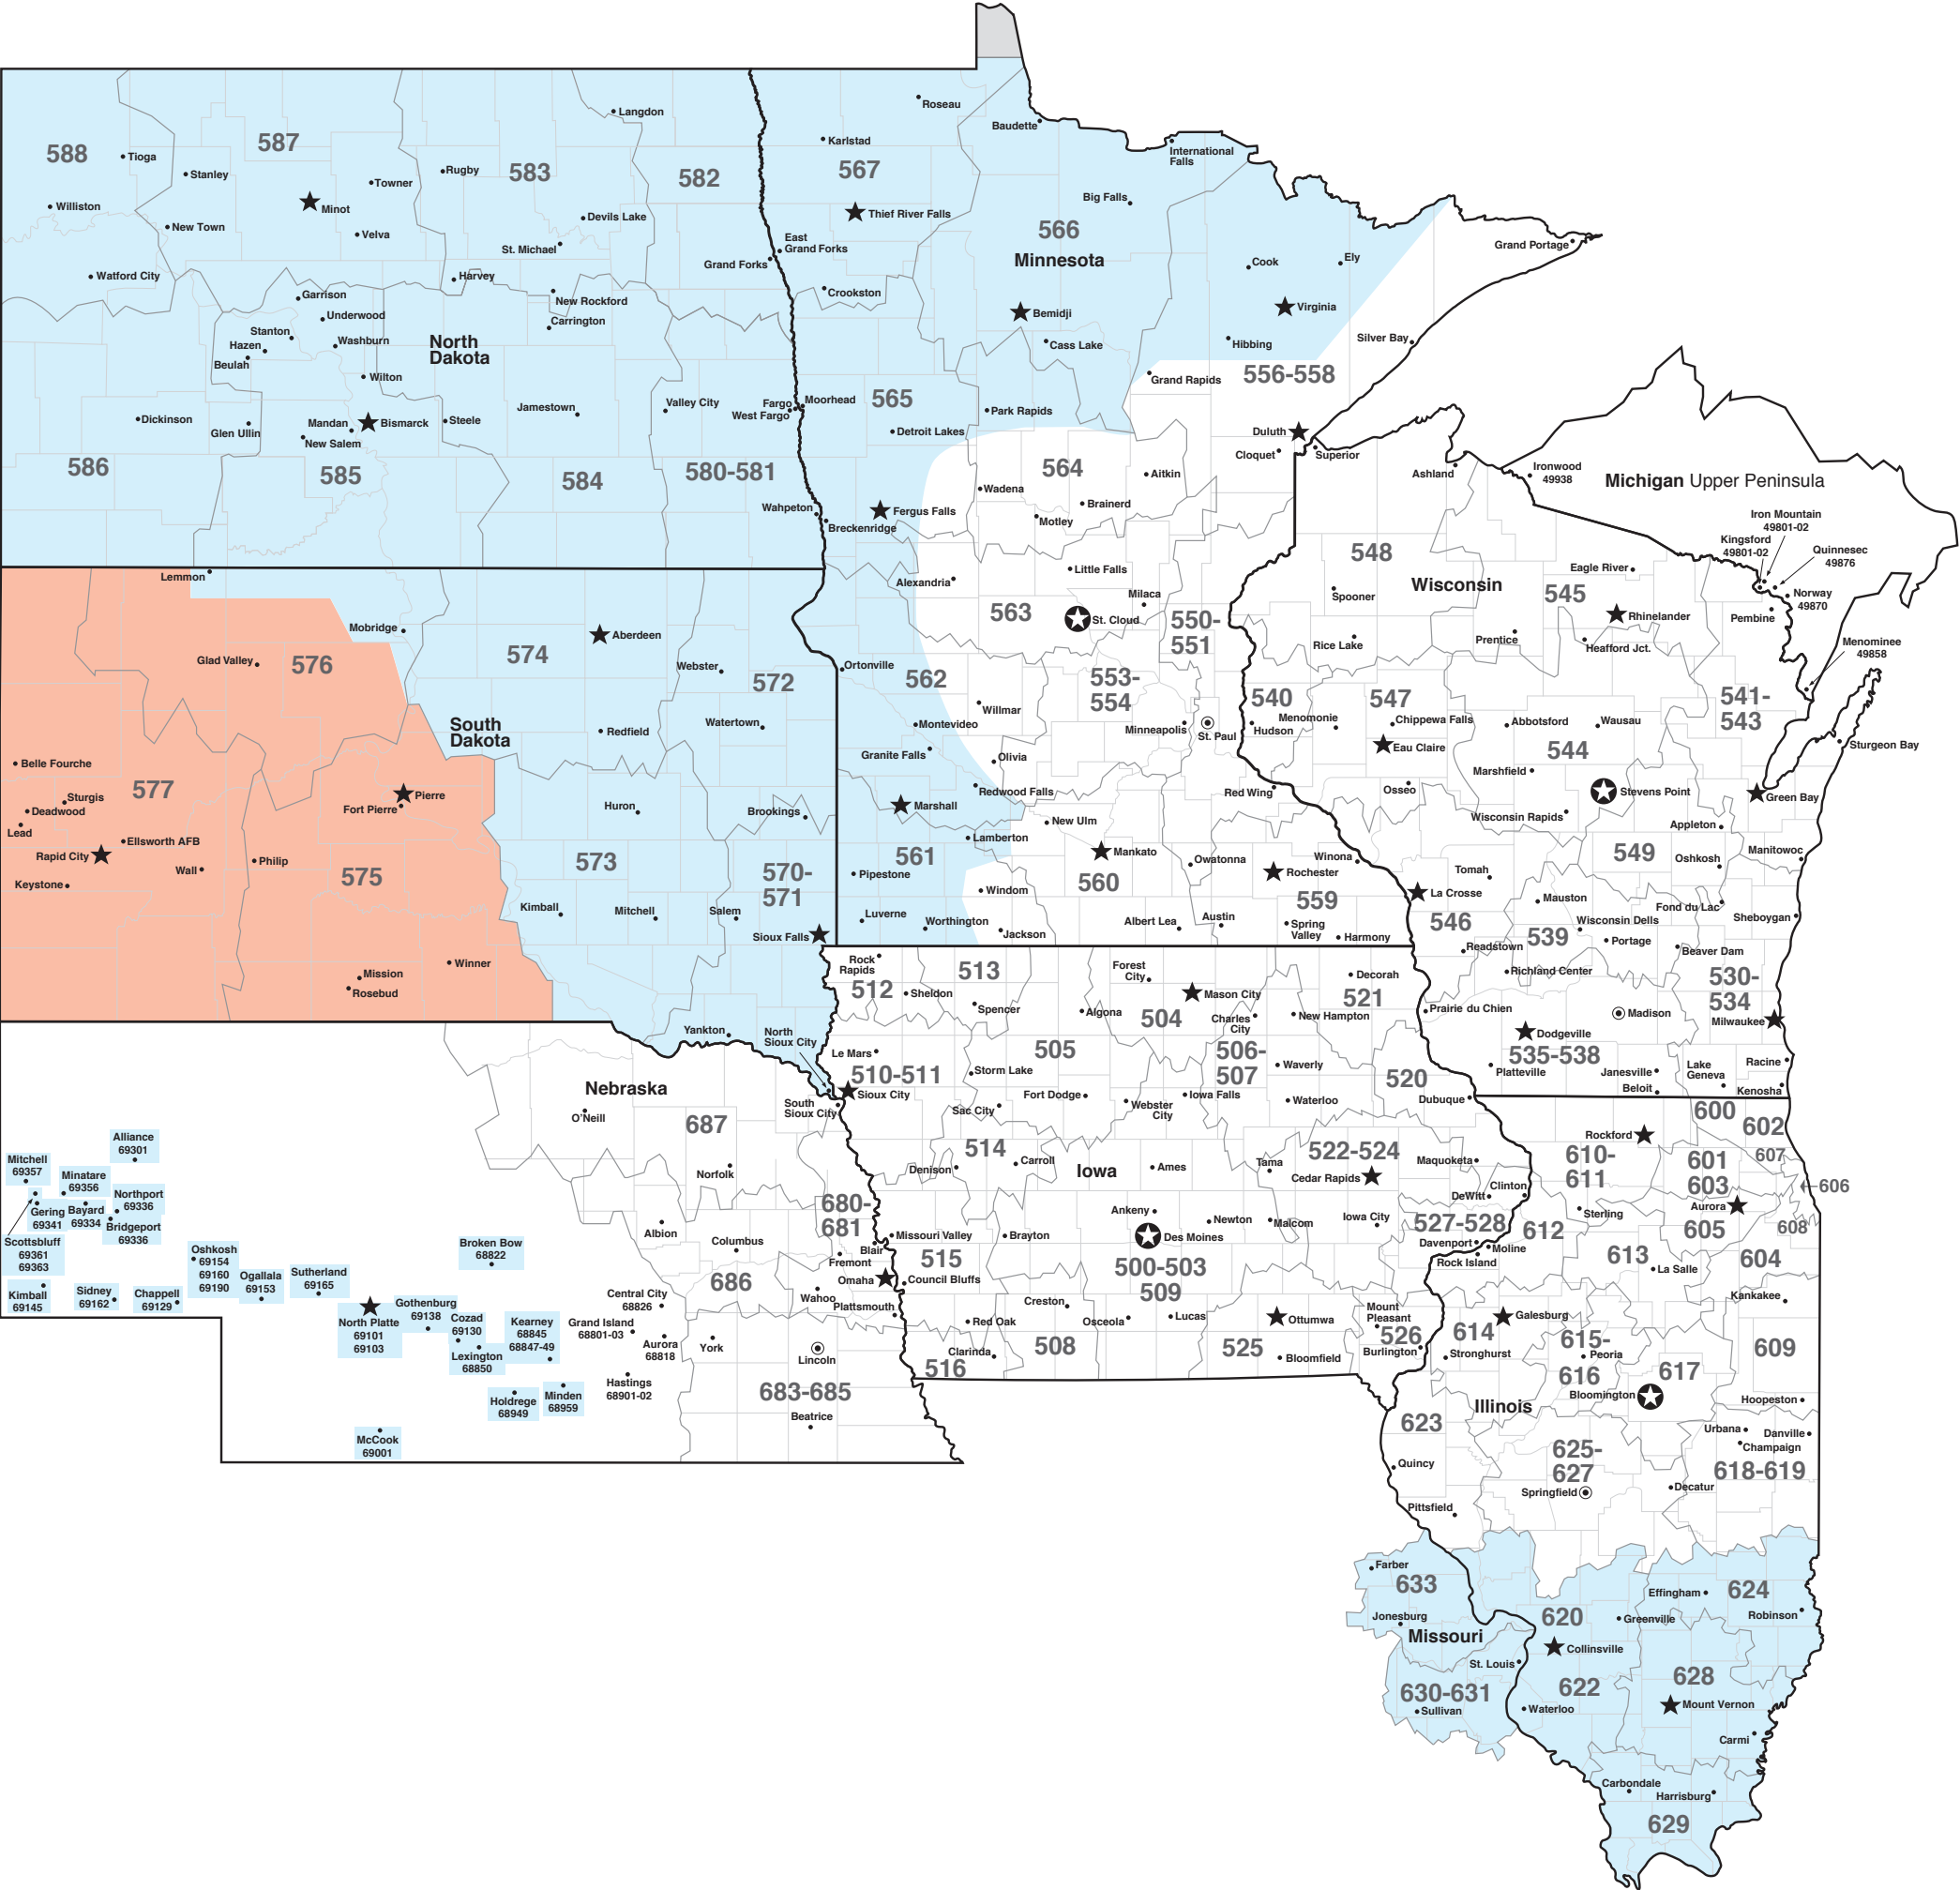 588
Tioga
Williston
Watford City
587
Stanley
Towner
Minot
New Town
Velva
Rugby
583
Langdon
Devils Lake
St. Michael
Harvey
New Rockford
Carrington
582
Grand Forks
Garrison
Underwood
Stanton
Washburn
Hazen
Beulah
Wilton
North
Dakota
Dickinson
Glen Ullin
Mandan
Bismarck
New Salem
Steele
Jamestown
Valley City
Fargo
West Fargo
586
585
584
580-581
Wahpeton
Roseau
Karlstad
567
Thief River Falls
East
Grand Forks
Crookston
Baudette
International
Falls
Big Falls
566
Minnesota
Cook
Ely
Grand Portage
Bemidji
Virginia
Cass Lake
Hibbing
Silver Bay
Grand Rapids
556-558
Moorhead
565
Park Rapids
Detroit Lakes
Duluth
Cloquet
Superior
564
Aitkin
Wadena
Brainerd
Motley
Fergus Falls
Breckenridge
Little Falls
Alexandria
Milaca
563
St. Cloud
550-
551
Ortonville
562
553-
554
Willmar
Montevideo
Minneapolis
St. Paul
Granite Falls
Olivia
Redwood Falls
Red Wing
Marshall
New Ulm
Lamberton
Mankato
Owatonna
Winona
Rochester
561
Pipestone
560
Windom
559
Luverne
Worthington
Jackson
Albert Lea
Austin
Spring
Valley
Harmony
Lemmon
Mobridge
Glad Valley
576
574
Aberdeen
Webster
572
South
Dakota
Redfield
Watertown
Belle Fourche
577
Sturgis
Deadwood
Lead
Ellsworth AFB
Rapid City
Keystone
Wall
Philip
Pierre
Fort Pierre
575
Huron
Brookings
573
570-
571
Kimball
Mitchell
Salem
Sioux Falls
Winner
Mission
Rosebud
Yankton
North
Sioux City
Michigan Upper Peninsula
Ironwood
49938
Iron Mountain
49801-02
Kingsford
49801-02
Quinnesec
49876
Norway
49870
Menominee
49858
Ashland
548
Wisconsin
Spooner
Eagle River
545
Rhinelander
Pembine
Rice Lake
Prentice
Heafford Jct.
540
Hudson
Menomonie
547
Chippewa Falls
Eau Claire
Abbotsford
Wausau
544
541-
543
Sturgeon Bay
Marshfield
Osseo
Stevens Point
Green Bay
Wisconsin Rapids
Appleton
549
Oshkosh
Manitowoc
Tomah
La Crosse
546
Mauston
Fond du Lac
Sheboygan
Wisconsin Dells
539
Portage
Readstown
Beaver Dam
Richland Center
530-
534
Prairie du Chien
Madison
Milwaukee
Dodgeville
535-538
Platteville
Janesville
Beloit
Lake
Geneva
Racine
Kenosha
Rock
Rapids
512
Sheldon
513
Spencer
Forest
City
Mason City
Algona
504
Charles
City
Decorah
521
New Hampton
Le Mars
510-511
Sioux City
505
Storm Lake
506-
507
Waverly
520
Dubuque
Sac City
Fort Dodge
Webster
City
Iowa Falls
Waterloo
514
Denison
Carroll
Iowa
Ames
522-524
Tama
Cedar Rapids
Maquoketa
DeWitt
Clinton
Ankeny
Newton
Malcom
Iowa City
Des Moines
527-528
Davenport
Missouri Valley
Brayton
515
Council Bluffs
500-503
509
Creston
Osceola
Lucas
Ottumwa
Mount
Pleasant
526
Burlington
Red Oak
Clarinda
516
508
525
Bloomfield
Nebraska
O'Neill
687
South
Sioux City
Norfolk
680-
681
Albion
Columbus
Blair
Fremont
Omaha
686
Wahoo
Plattsmouth
Central City
68826
Grand Island
68801-03
Aurora
68818
York
Lincoln
Hastings
68901-02
683-685
Beatrice
Alliance
69301
Mitchell
69357
Minatare
69356
Northport
69336
Gering
69341
Bayard
69334
Bridgeport
69336
Scottsbluff
69361
69363
Kimball
69145
Sidney
69162
Chappell
69129
Oshkosh
69154
69160
69190
Ogallala
69153
Sutherland
69165
Broken Bow
68822
North Platte
69101
69103
Gothenburg
69138
Cozad
69130
Lexington
68850
Kearney
68845
68847-49
Holdrege
68949
Minden
68959
McCook
69001
600
602
Rockford
610-
611
601
603
607
606
Aurora
605
608
Sterling
612
Moline
Rock Island
613
La Salle
604
Kankakee
Galesburg
614
Stronghurst
615-
Peoria
616
617
609
Bloomington
Hoopeston
Illinois
623
Urbana
Danville
Champaign
625-
627
618-619
Quincy
Springfield
Decatur
Pittsfield
Farber
633
Jonesburg
Missouri
St. Louis
630-631
Sullivan
Effingham
624
620
Greenville
Robinson
Collinsville
628
622
Waterloo
Mount Vernon
Carmi
Carbondale
Harrisburg
629